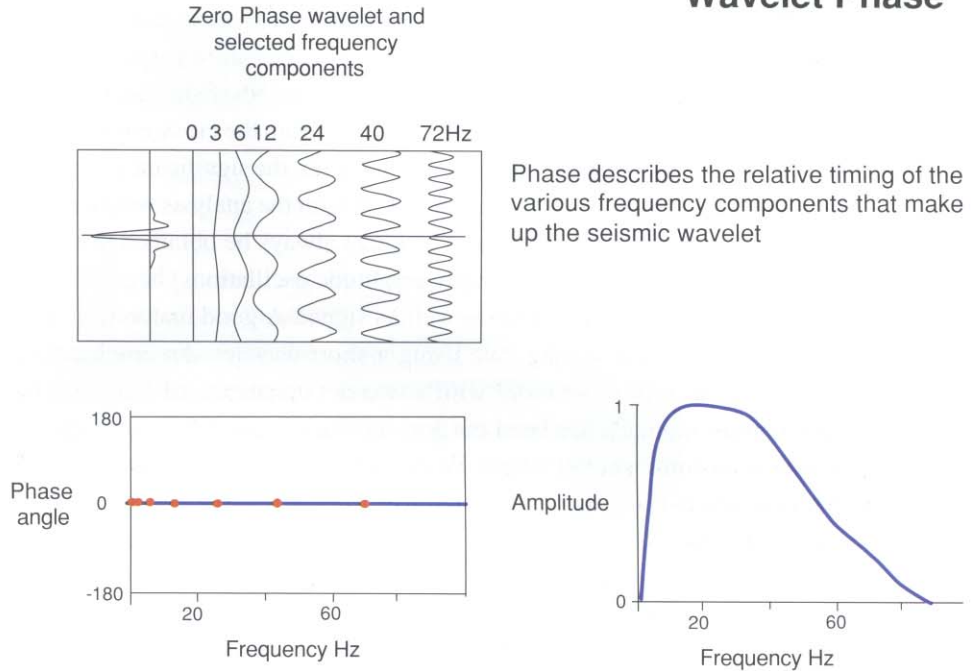 Wavelet Phase
Zero Phase wavelet and
selected frequency
components
0 3 6 12 24 40 72Hz
Phase describes the relative timing of the
various frequency components that make
up the seismic wavelet
180
Phase
angle
0
-180
20 60
Frequency Hz
1
Amplitude
0
20 60
Frequency Hz